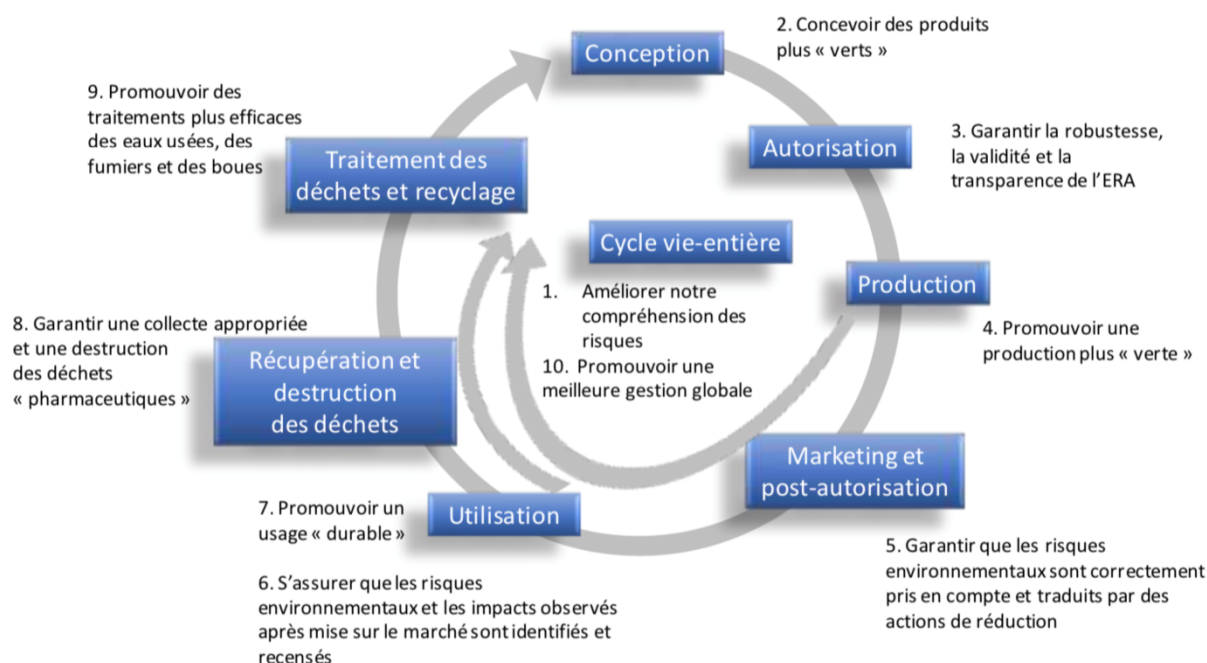 Conception
2. Concevoir des produits
plus « verts »
Autorisation
3. Garantir la robustesse,
la validité et la
transparence de l’ERA
Production
4. Promouvoir une
production plus « verte »
Marketing et
post-autorisation
5. Garantir que les risques
environnementaux sont correctement
pris en compte et traduits par des
actions de réduction
Utilisation
6. S’assurer que les risques
environnementaux et les impacts observés
après mise sur le marché sont identifiés et
recensés
7. Promouvoir un
usage « durable »
Récupération et
destruction
des déchets
8. Garantir une collecte appropriée
et une destruction
des déchets
« pharmaceutiques »
Traitement des
déchets et recyclage
9. Promouvoir des
traitements plus efficaces
des eaux usées, des
fumiers et des boues
Cycle vie-entière
1. Améliorer notre
compréhension des
risques
10. Promouvoir une
meilleure gestion globale